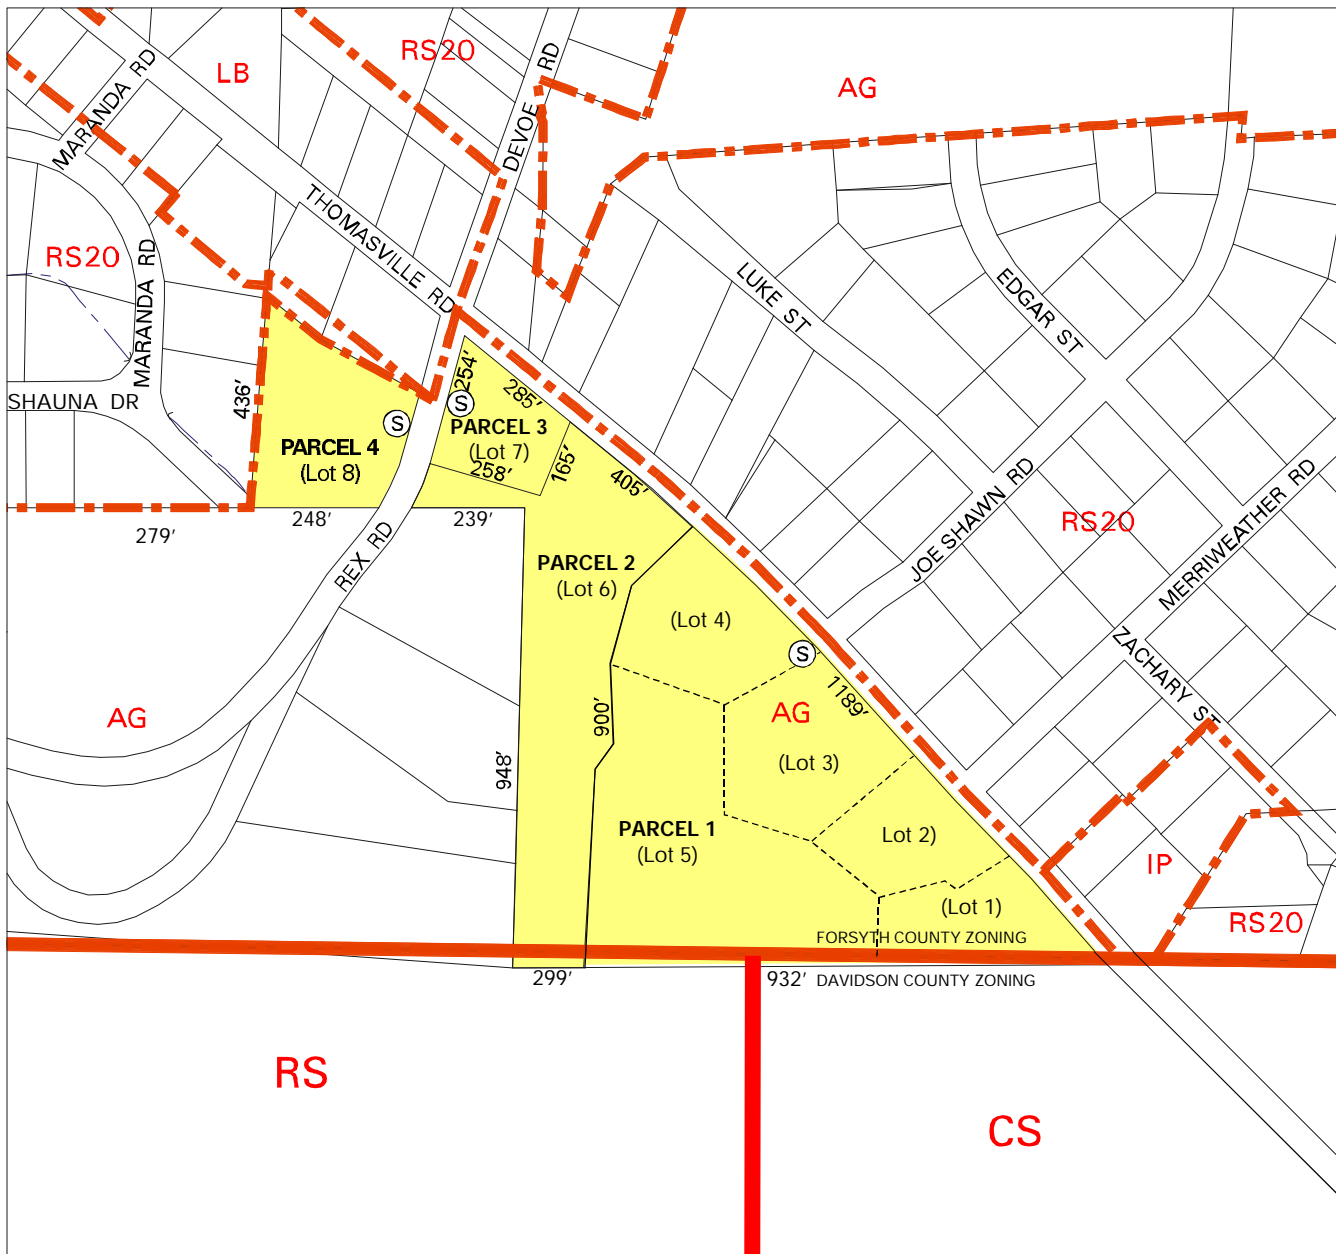 MARANDA RD
LB
RS20
DEVOE RD
AG
THOMASVILLE RD
RS20
MARANDA RD
LUKE ST
EDGAR ST
SHAUNA DR
436'
254'
285'
S
S
PARCEL 3
(Lot 7)
258'
165'
405'
PARCEL 4
(Lot 8)
279'
248'
239'
REX RD
JOE SHAWN RD
RS20
MERRIWEATHER RD
PARCEL 2
(Lot 6)
(Lot 4)
S
ZACHARY ST
1189'
AG
900'
AG
948'
(Lot 3)
PARCEL 1
(Lot 5)
Lot 2)
IP
(Lot 1)
RS20
FORSYTH COUNTY ZONING
299'
932'
DAVIDSON COUNTY ZONING
RS
CS